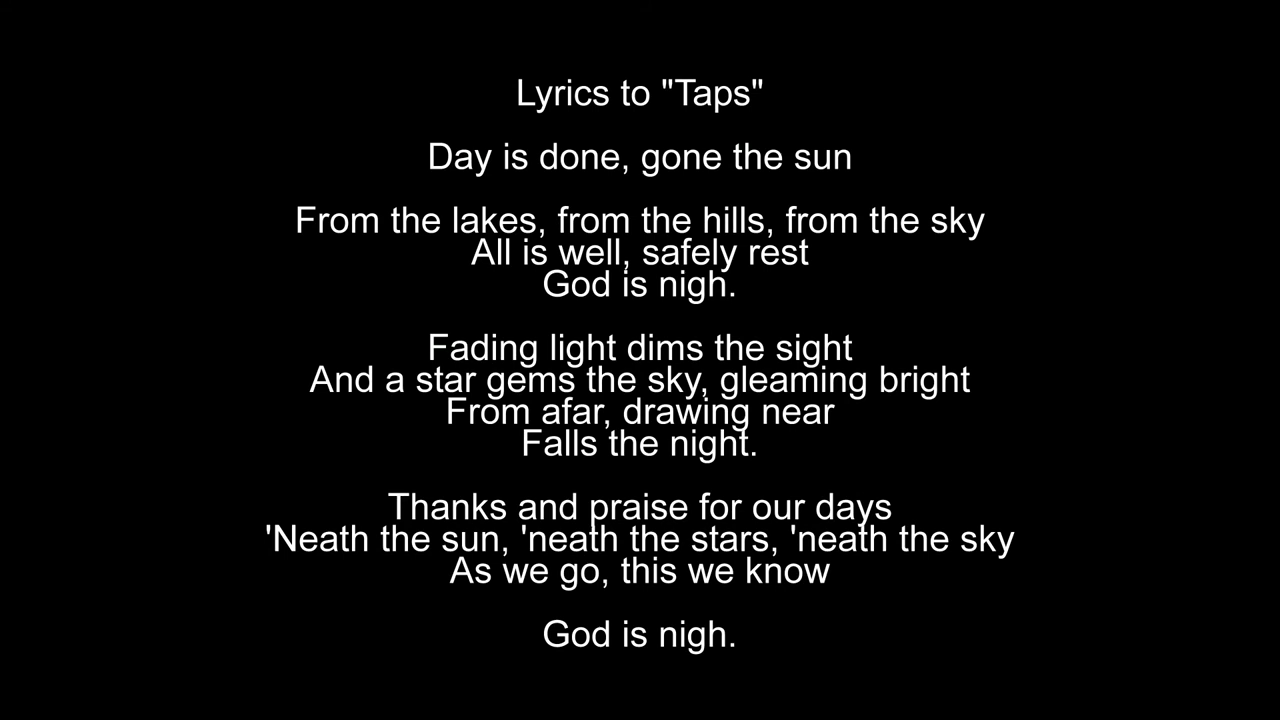 Lyrics to "Taps"
Day is done, gone the sun
From the lakes, from the hills, from the sky
All is well, safely rest
God is nigh.
Fading light dims the sight
And a star gems the sky, gleaming bright
From afar, drawing near
Falls the night.
Thanks and praise for our days
'Neath the sun, 'neath the stars, 'neath the sky
As we go, this we know
God is nigh.